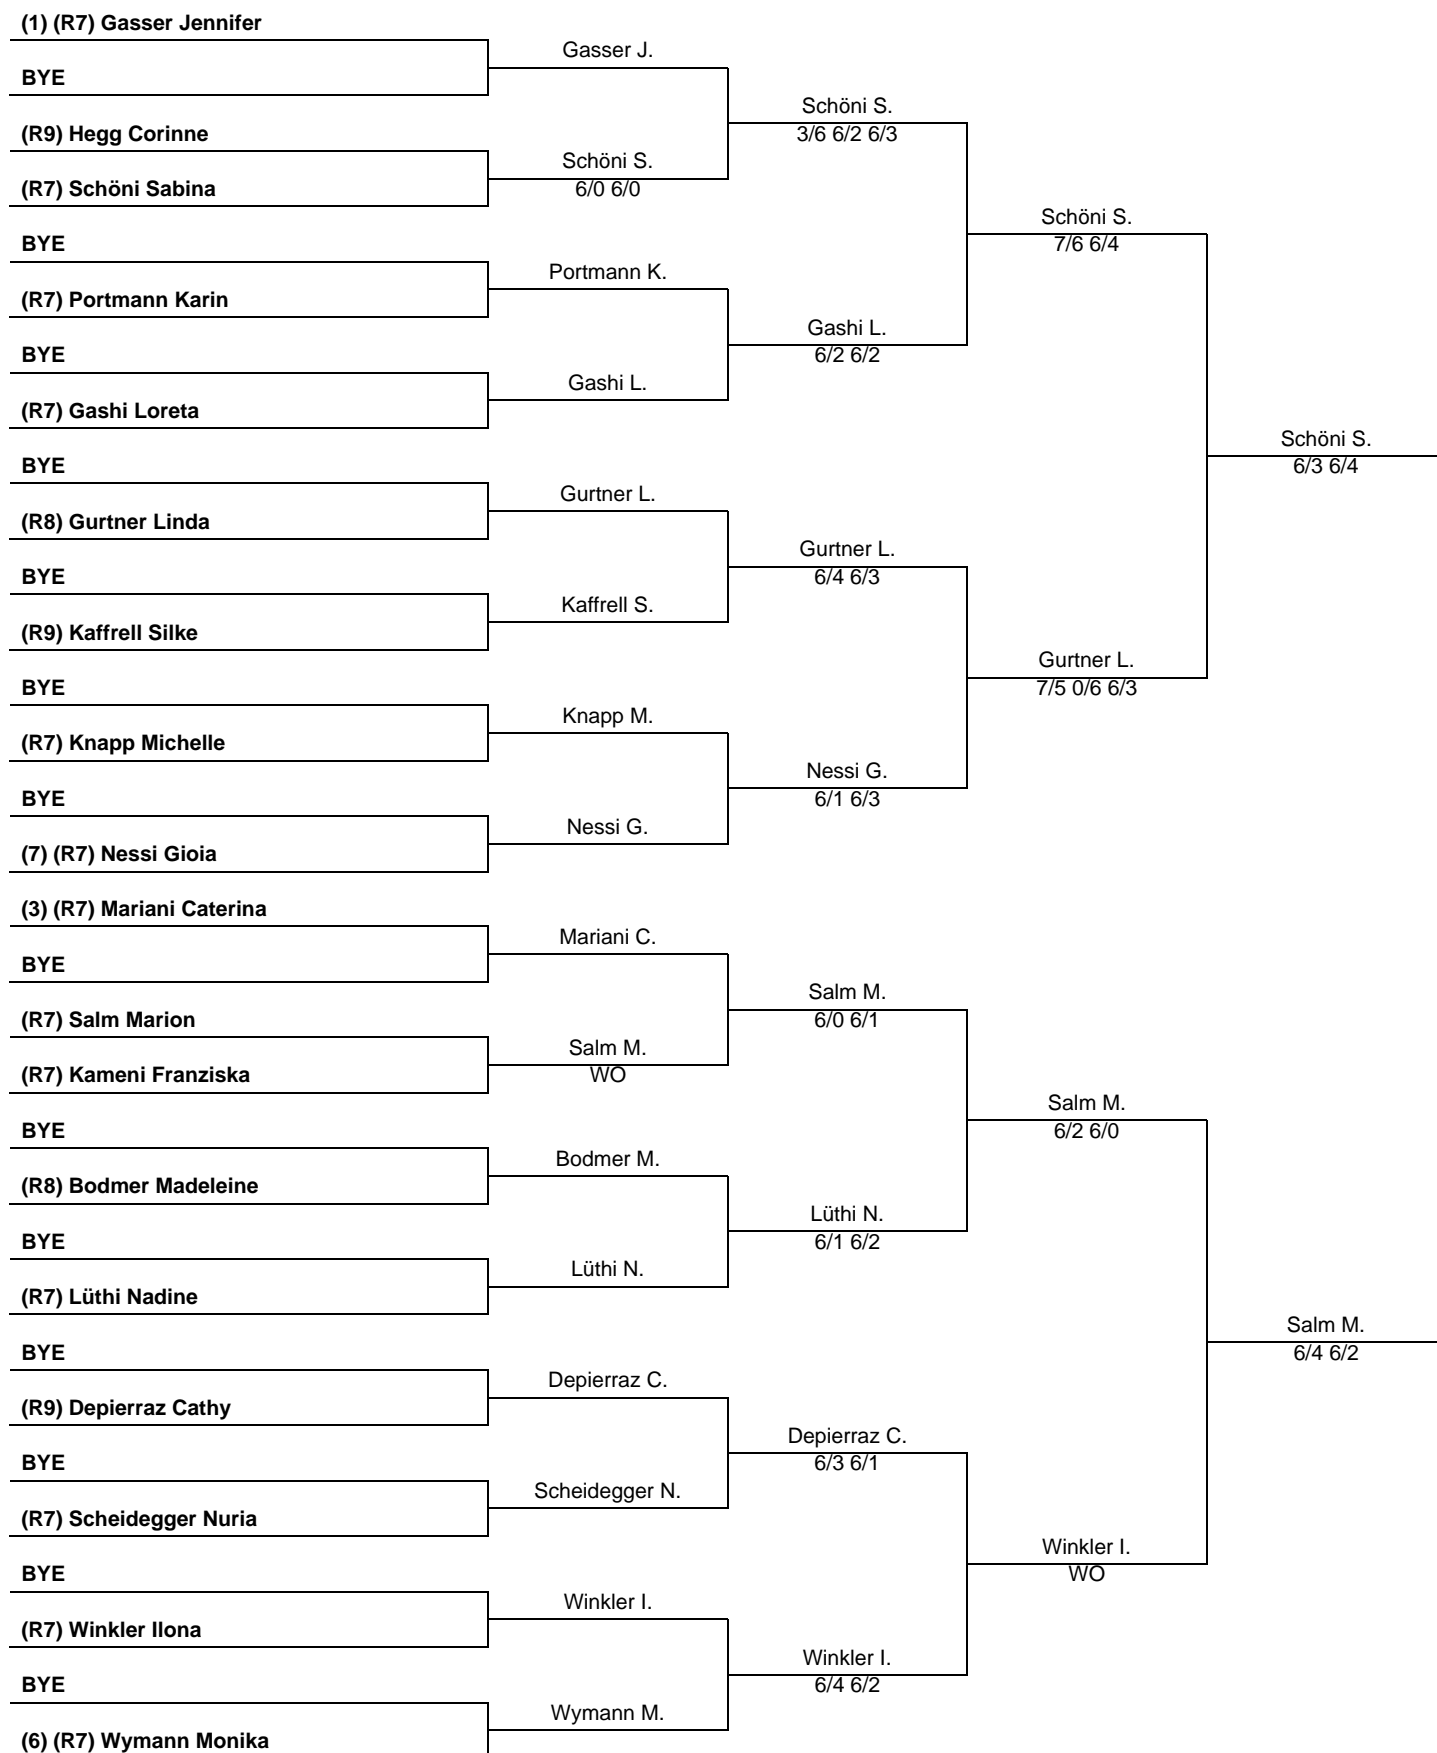 (1) (R7) Gasser Jennifer
BYE
(R9) Hegg Corinne
(R7) Schöni Sabina
BYE
(R7) Portmann Karin
BYE
(R7) Gashi Loreta
BYE
(R8) Gurtner Linda
BYE
(R9) Kaffrell Silke
BYE
(R7) Knapp Michelle
BYE
(7) (R7) Nessi Gioia
(3) (R7) Mariani Caterina
BYE
(R7) Salm Marion
(R7) Kameni Franziska
BYE
(R8) Bodmer Madeleine
BYE
(R7) Lüthi Nadine
BYE
(R9) Depierraz Cathy
BYE
(R7) Scheidegger Nuria
BYE
(R7) Winkler Ilona
BYE
(6) (R7) Wymann Monika
Gasser J.
Schöni S.
6/0 6/0
Portmann K.
Gashi L.
Gurtner L.
Kaffrell S.
Knapp M.
Nessi G.
Mariani C.
Salm M.
WO
Bodmer M.
Lüthi N.
Depierraz C.
Scheidegger N.
Winkler I.
Wymann M.
Schöni S.
3/6 6/2 6/3
Gashi L.
6/2 6/2
Gurtner L.
6/4 6/3
Nessi G.
6/1 6/3
Salm M.
6/0 6/1
Lüthi N.
6/1 6/2
Depierraz C.
6/3 6/1
Winkler I.
6/4 6/2
Schöni S.
7/6 6/4
Gurtner L.
7/5 0/6 6/3
Salm M.
6/2 6/0
Winkler I.
WO
Schöni S.
6/3 6/4
Salm M.
6/4 6/2